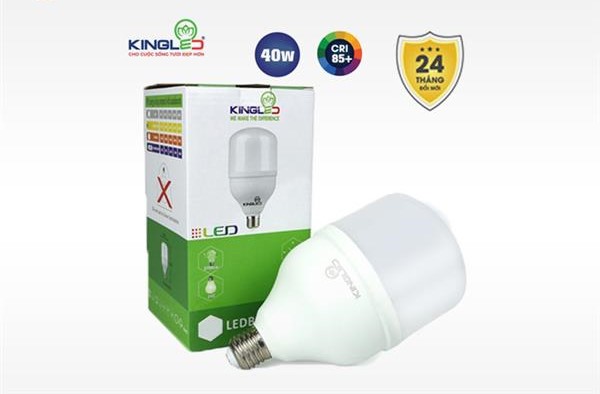 KINGLED
CHO CUỘC SỐNG TƯƠI ĐẸP HƠN
40W
CRI
85+
24
THÁNG
ĐỔI MỚI
KINGLED
WE MAKE THE DIFFERENCE
KINGLED
LED
LEDB
KINGLED